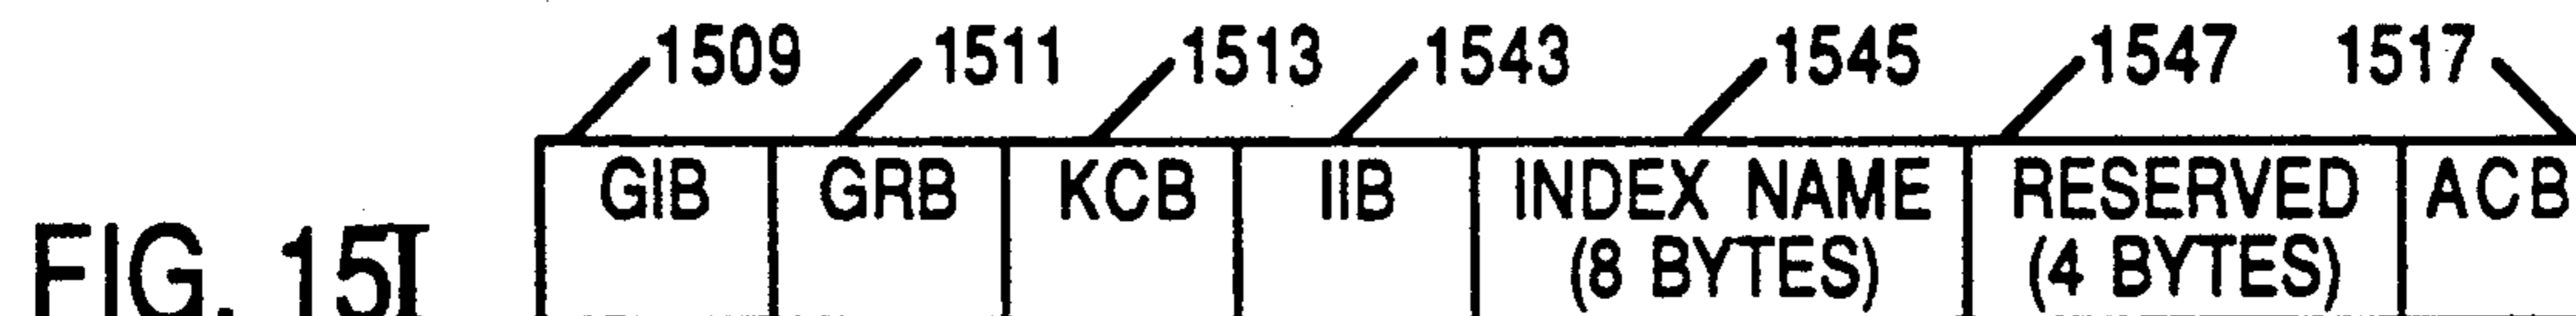 1509 1511 1513 1543 1545 1547 1517
GIB GRB KCB IIB INDEX NAME RESERVED ACB
(8 BYTES) (4 BYTES)
FIG. 15I